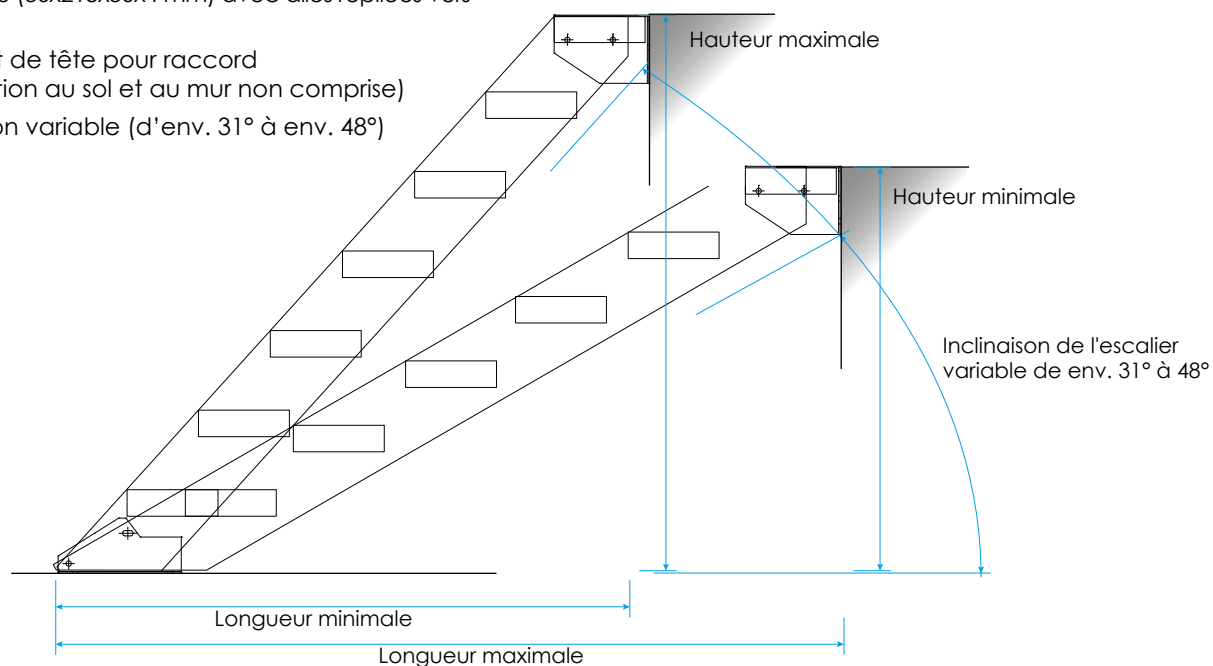 t de tête pour raccord
tion au sol et au mur non comprise)
on variable (d'env. 31° à env. 48°)
Hauteur maximale
Hauteur minimale
Inclinaison de l'escalier
variable de env. 31° à 48°
Longueur minimale
Longueur maximale